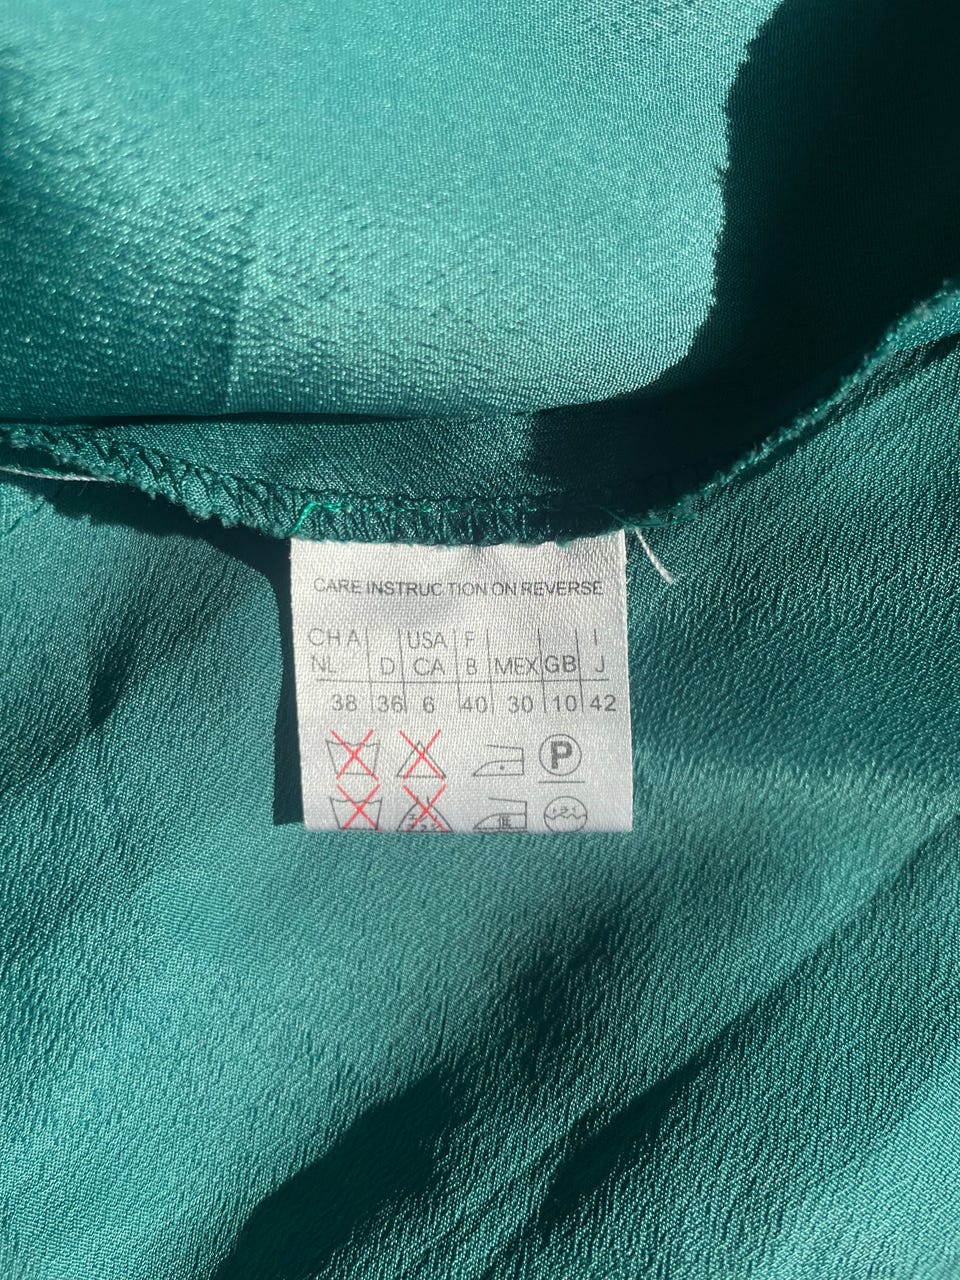 CARE INSTRUCTION ON REVERSE
CH A USA F I
NL D CA B MEX GB J
38 36 6 40 30 10 42
P